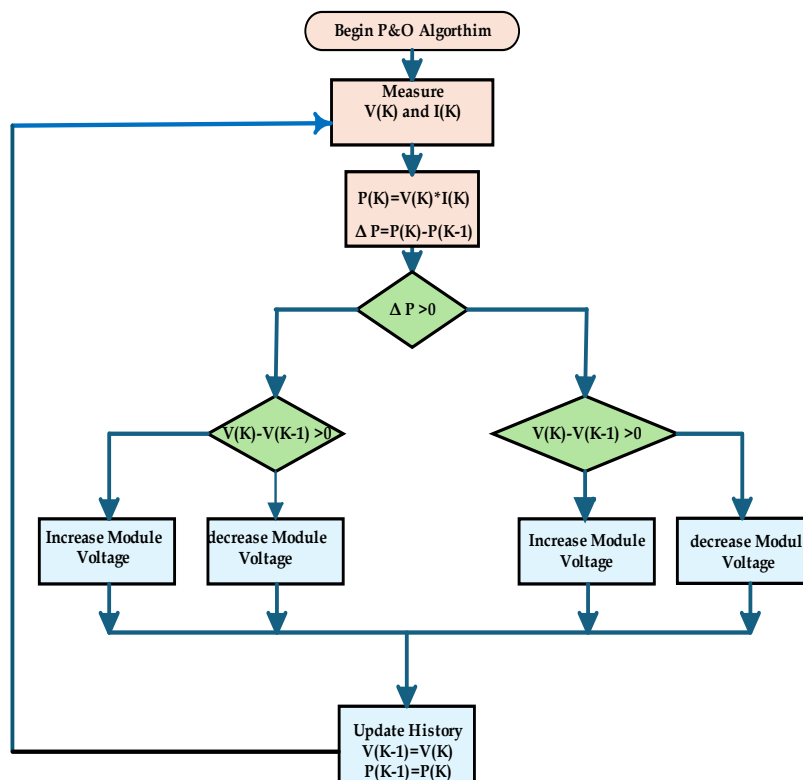 Begin P&O Algorthim
Measure
V(K) and I(K)
P(K)=V(K)*I(K)
Δ P=P(K)-P(K-1)
Δ P >0
V(K)-V(K-1) >0
V(K)-V(K-1) >0
Increase Module
Voltage
decrease Module
Voltage
Increase Module
Voltage
decrease Modul
Voltage
Update History
V(K-1)=V(K)
P(K-1)=P(K)